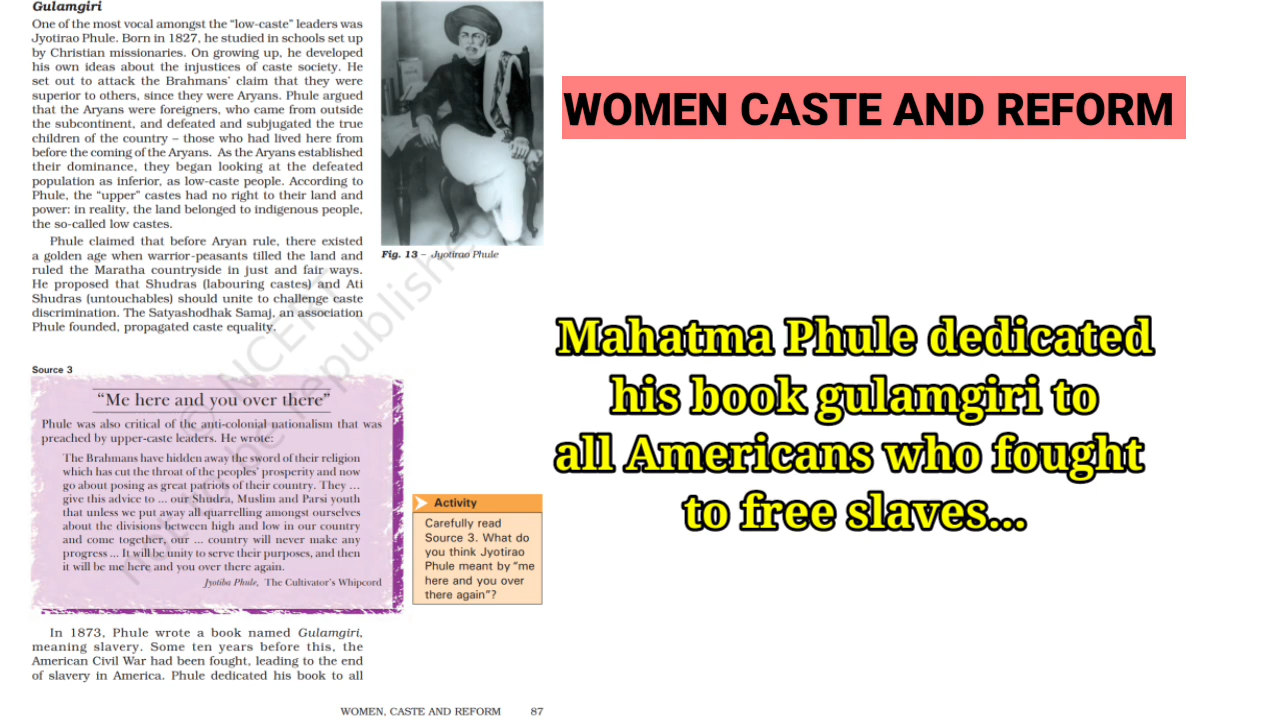 Gulamgiri
One of the most vocal amongst the “low-caste” leaders was
Jyotirao Phule. Born in 1827, he studied in schools set up
by Christian missionaries. On growing up, he developed
his own ideas about the injustices of caste society. He
set out to attack the Brahmans’ claim that they were
superior to others, since they were Aryans. Phule argued
that the Aryans were foreigners, who came from outside
the subcontinent, and defeated and subjugated the true
children of the country – those who had lived here from
before the coming of the Aryans. As the Aryans established
their dominance, they began looking at the defeated
population as inferior, as low-caste people. According to
Phule, the “upper” castes had no right to their land and
power: in reality, the land belonged to indigenous people,
the so-called low castes.
Phule claimed that before Aryan rule, there existed
a golden age when warrior-peasants tilled the land and
ruled the Maratha countryside in just and fair ways.
He proposed that Shudras (labouring castes) and Ati
Shudras (untouchables) should unite to challenge caste
discrimination. The Satyashodhak Samaj, an association
Phule founded, propagated caste equality.
Fig. 13 – Jyotirao Phule
Source 3
“Me here and you over there”
Phule was also critical of the anti-colonial nationalism that was
preached by upper-caste leaders. He wrote:
The Brahmans have hidden away the sword of their religion
which has cut the throat of the peoples’ prosperity and now
go about posing as great patriots of their country. They ...
give this advice to ... our Shudra, Muslim and Parsi youth
that unless we put away all quarrelling amongst ourselves
about the divisions between high and low in our country
and come together, our ... country will never make any
progress ... It will be unity to serve their purposes, and then
it will be me here and you over there again.
Jyotiba Phule, The Cultivator’s Whipcord
Activity
Carefully read
Source 3. What do
you think Jyotirao
Phule meant by “me
here and you over
there again”?
In 1873, Phule wrote a book named Gulamgiri,
meaning slavery. Some ten years before this, the
American Civil War had been fought, leading to the end
of slavery in America. Phule dedicated his book to all
WOMEN, CASTE AND REFORM 87
WOMEN CASTE AND REFORM
Mahatma Phule dedicated
his book gulamgiri to
all Americans who fought
to free slaves...
© NCERT
republished